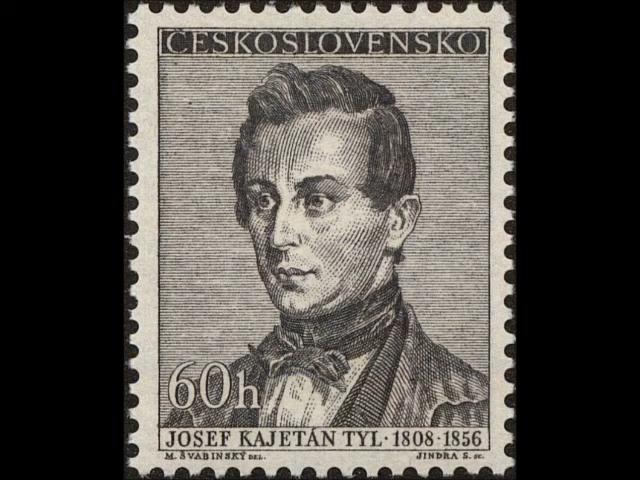 ČESKOSLOVENSKO
60h
JOSEF KAJETÁN TYL · 1808 · 1856
M. ŠVABINSKÝ DEL. JINDRA S. SC.